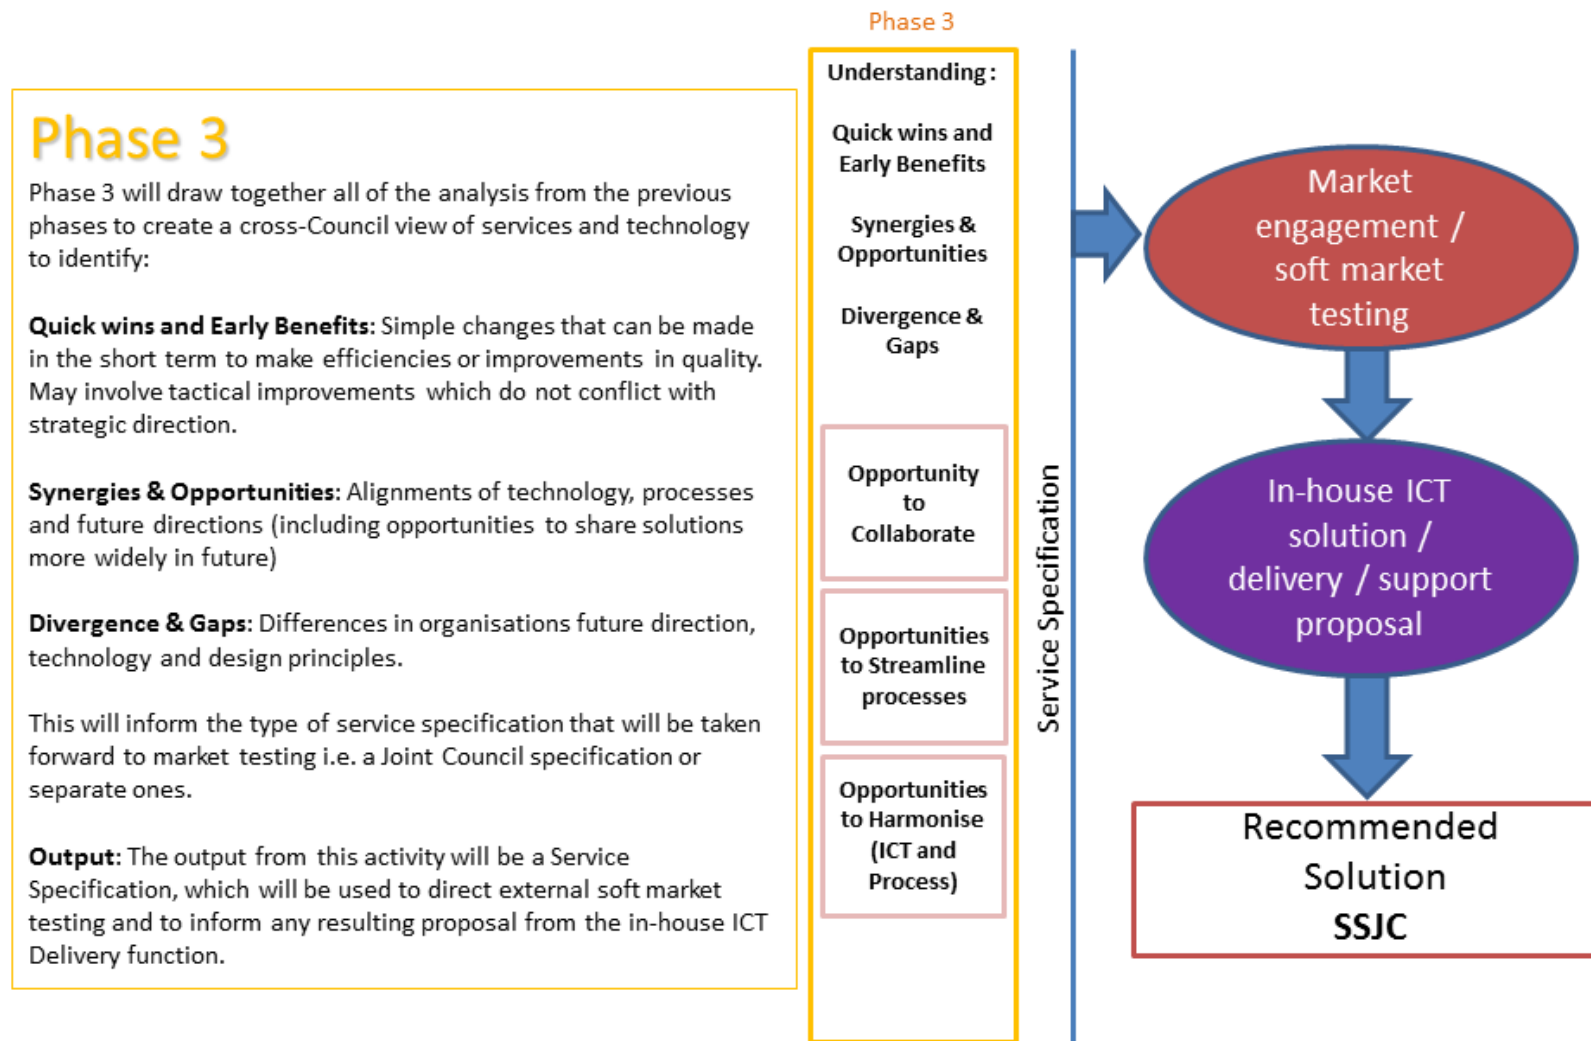 Phase 3
Phase 3 will draw together all of the analysis from the previous
phases to create a cross-Council view of services and technology
to identify:
Quick wins and Early Benefits: Simple changes that can be made
in the short term to make efficiencies or improvements in quality.
May involve tactical improvements which do not conflict with
strategic direction.
Synergies & Opportunities: Alignments of technology, processes
and future directions (including opportunities to share solutions
more widely in future)
Divergence & Gaps: Differences in organisations future direction,
technology and design principles.
This will inform the type of service specification that will be taken
forward to market testing i.e. a Joint Council specification or
separate ones.
Output: The output from this activity will be a Service
Specification, which will be used to direct external soft market
testing and to inform any resulting proposal from the in-house ICT
Delivery function.
Phase 3
Understanding:
Quick wins and
Early Benefits
Synergies &
Opportunities
Divergence &
Gaps
Opportunity
to
Collaborate
Opportunities
to Streamline
processes
Opportunities
to Harmonise
(ICT and
Process)
Service Specification
Market
engagement /
soft market
testing
In-house ICT
solution /
delivery / support
proposal
Recommended
Solution
SSJC